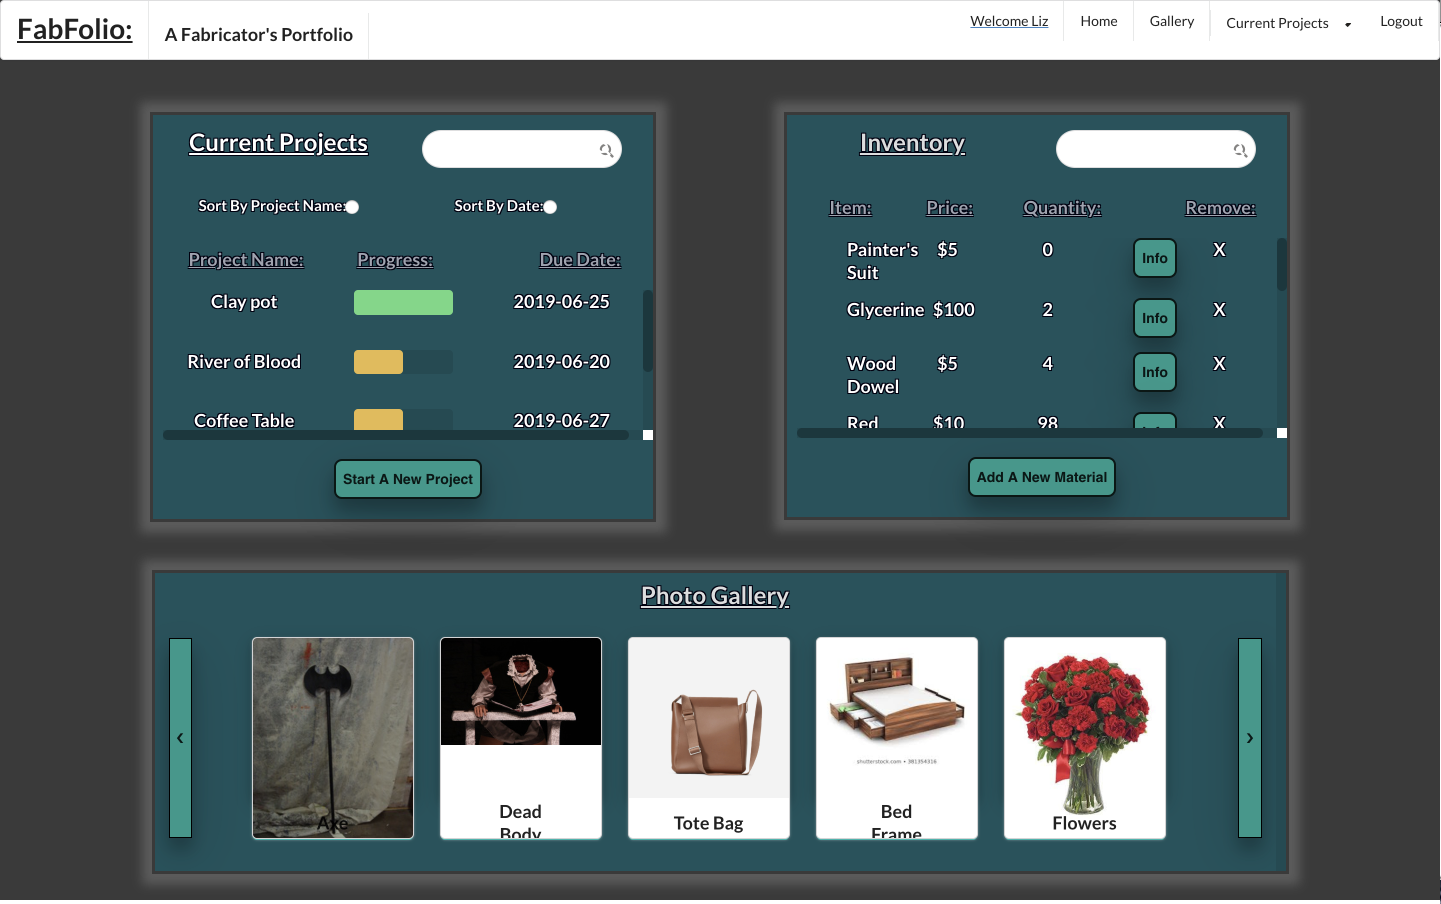 FabFolio:
A Fabricator's Portfolio
Welcome Liz
Home
Gallery
Current Projects
Logout
Current Projects
Sort By Project Name:
Sort By Date:
Project Name: Progress: Due Date:
Clay pot 2019-06-25
River of Blood 2019-06-20
Coffee Table 2019-06-27
Start A New Project
Inventory
Item: Price: Quantity: Remove:
Painter's $5 0 Info X
Suit
Glycerine $100 2 Info X
Wood $5 4 Info X
Dowel
Red $10 98 X
Add A New Material
Photo Gallery
‹
Axe
Dead
Body
Tote Bag
shutterstock.com • 381354316
Bed
Frame
Flowers
›